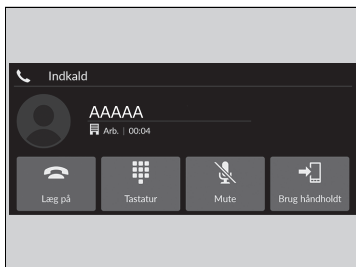 Indkald
AAAAA
Arb. | 00:04
Læg på
Tastatur
Mute
Brug håndholdt